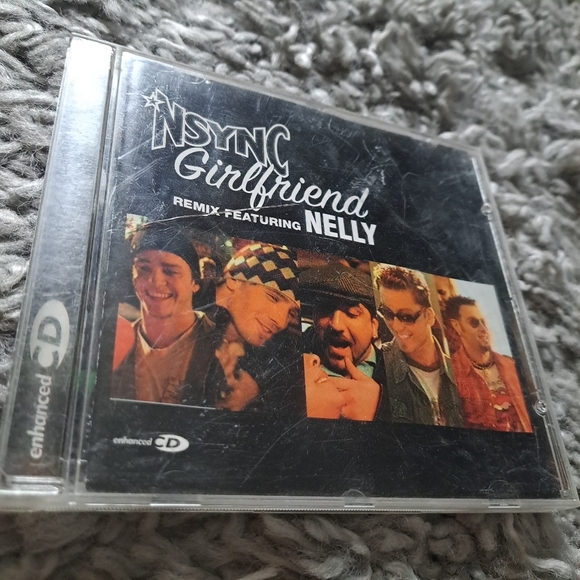 *NSYNC
Girlfriend
REMIX FEATURING NELLY
enhanced CD
enhanced CD